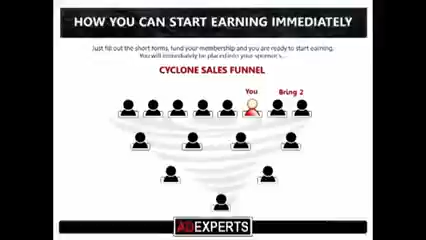 HOW YOU CAN START EARNING IMMEDIATELY
Just fill out the short forms, fund your membership and you are ready to start earning.
You will immediately be placed into your sponsor's...
CYCLONE SALES FUNNEL
You
Bring 2
ADEXPERTS